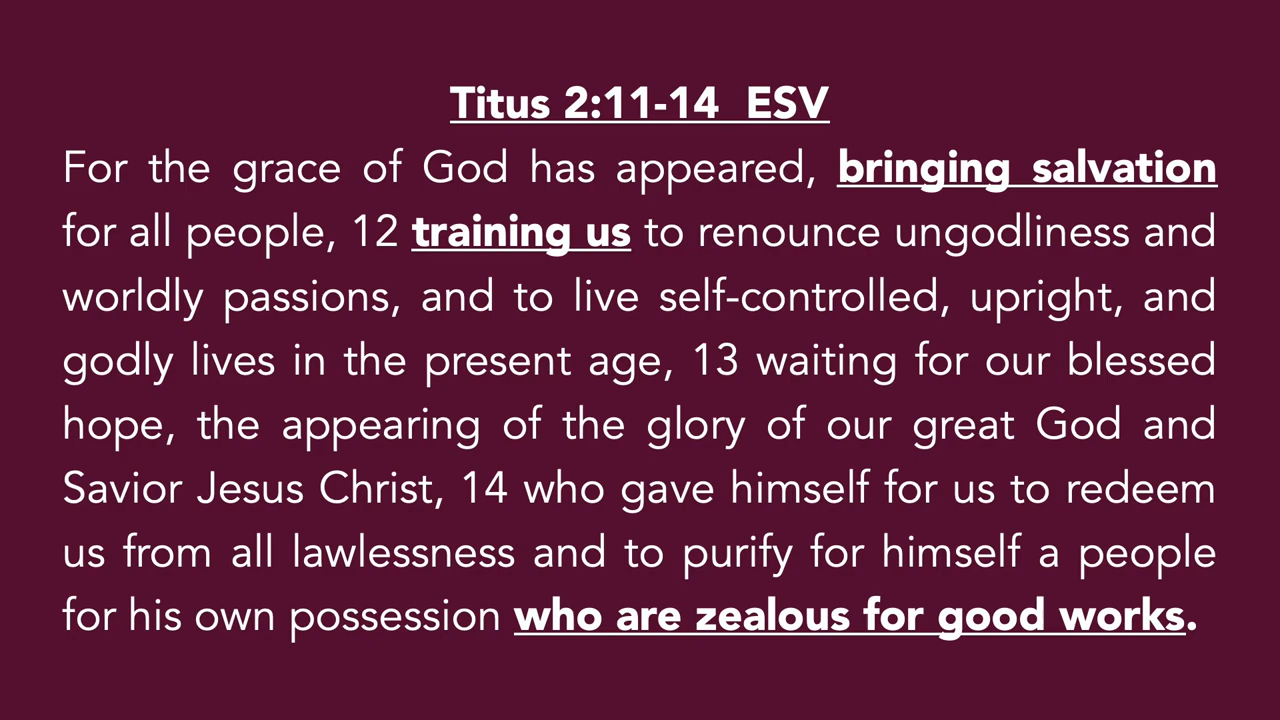 Titus 2:11-14  ESV
For the grace of God has appeared, bringing salvation
for all people, 12 training us to renounce ungodliness and
worldly passions, and to live self-controlled, upright, and
godly lives in the present age, 13 waiting for our blessed
hope, the appearing of the glory of our great God and
Savior Jesus Christ, 14 who gave himself for us to redeem
us from all lawlessness and to purify for himself a people
for his own possession who are zealous for good works.